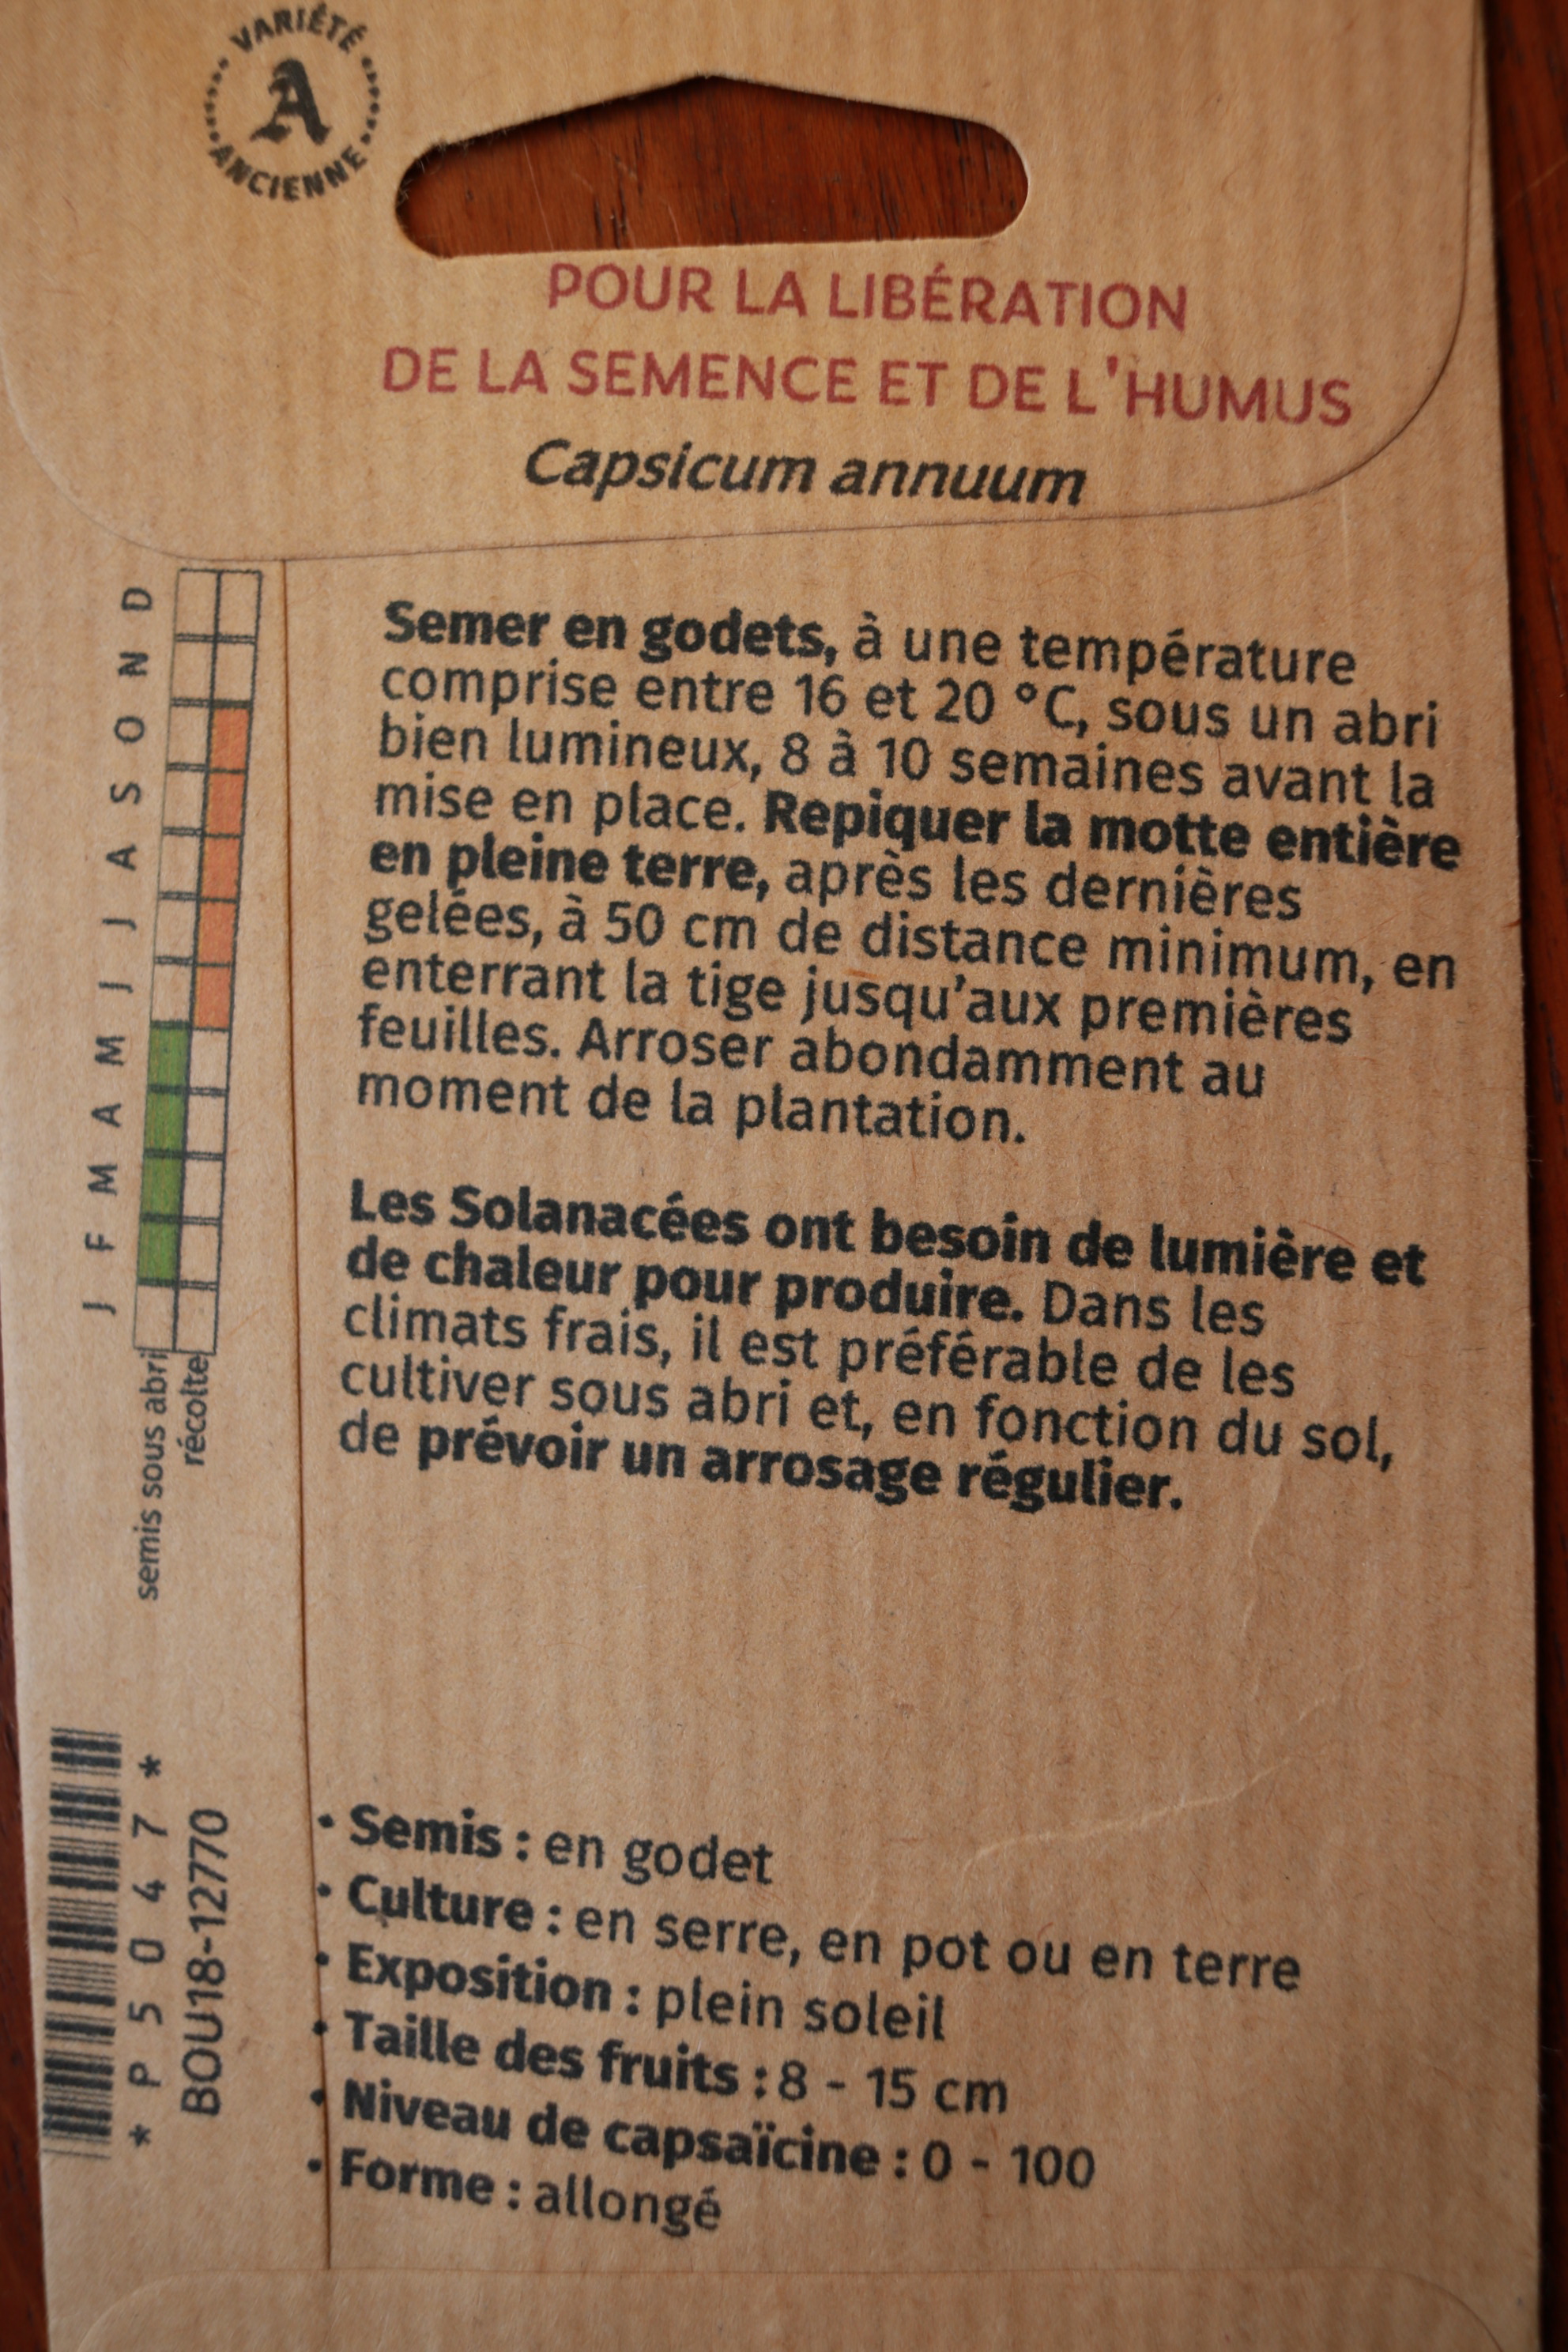 VARIÉTÉ
A
ANCIENNE
POUR LA LIBÉRATION
DE LA SEMENCE ET DE L'HUMUS
Capsicum annuum
J F M A M J J A S O N D
semis sous abri
récolte
Semer en godets, à une température
comprise entre 16 et 20 °C, sous un abri
bien lumineux, 8 à 10 semaines avant la
mise en place. Repiquer la motte entière
en pleine terre, après les dernières
gelées, à 50 cm de distance minimum, en
enterrant la tige jusqu'aux premières
feuilles. Arroser abondamment au
moment de la plantation.
Les Solanacées ont besoin de lumière et
de chaleur pour produire. Dans les
climats frais, il est préférable de les
cultiver sous abri et, en fonction du sol,
de prévoir un arrosage régulier.
* P 5 0 4 7 *
BOU18-12770
• Semis : en godet
• Culture : en serre, en pot ou en terre
• Exposition : plein soleil
• Taille des fruits : 8 - 15 cm
• Niveau de capsaïcine : 0 - 100
• Forme : allongé